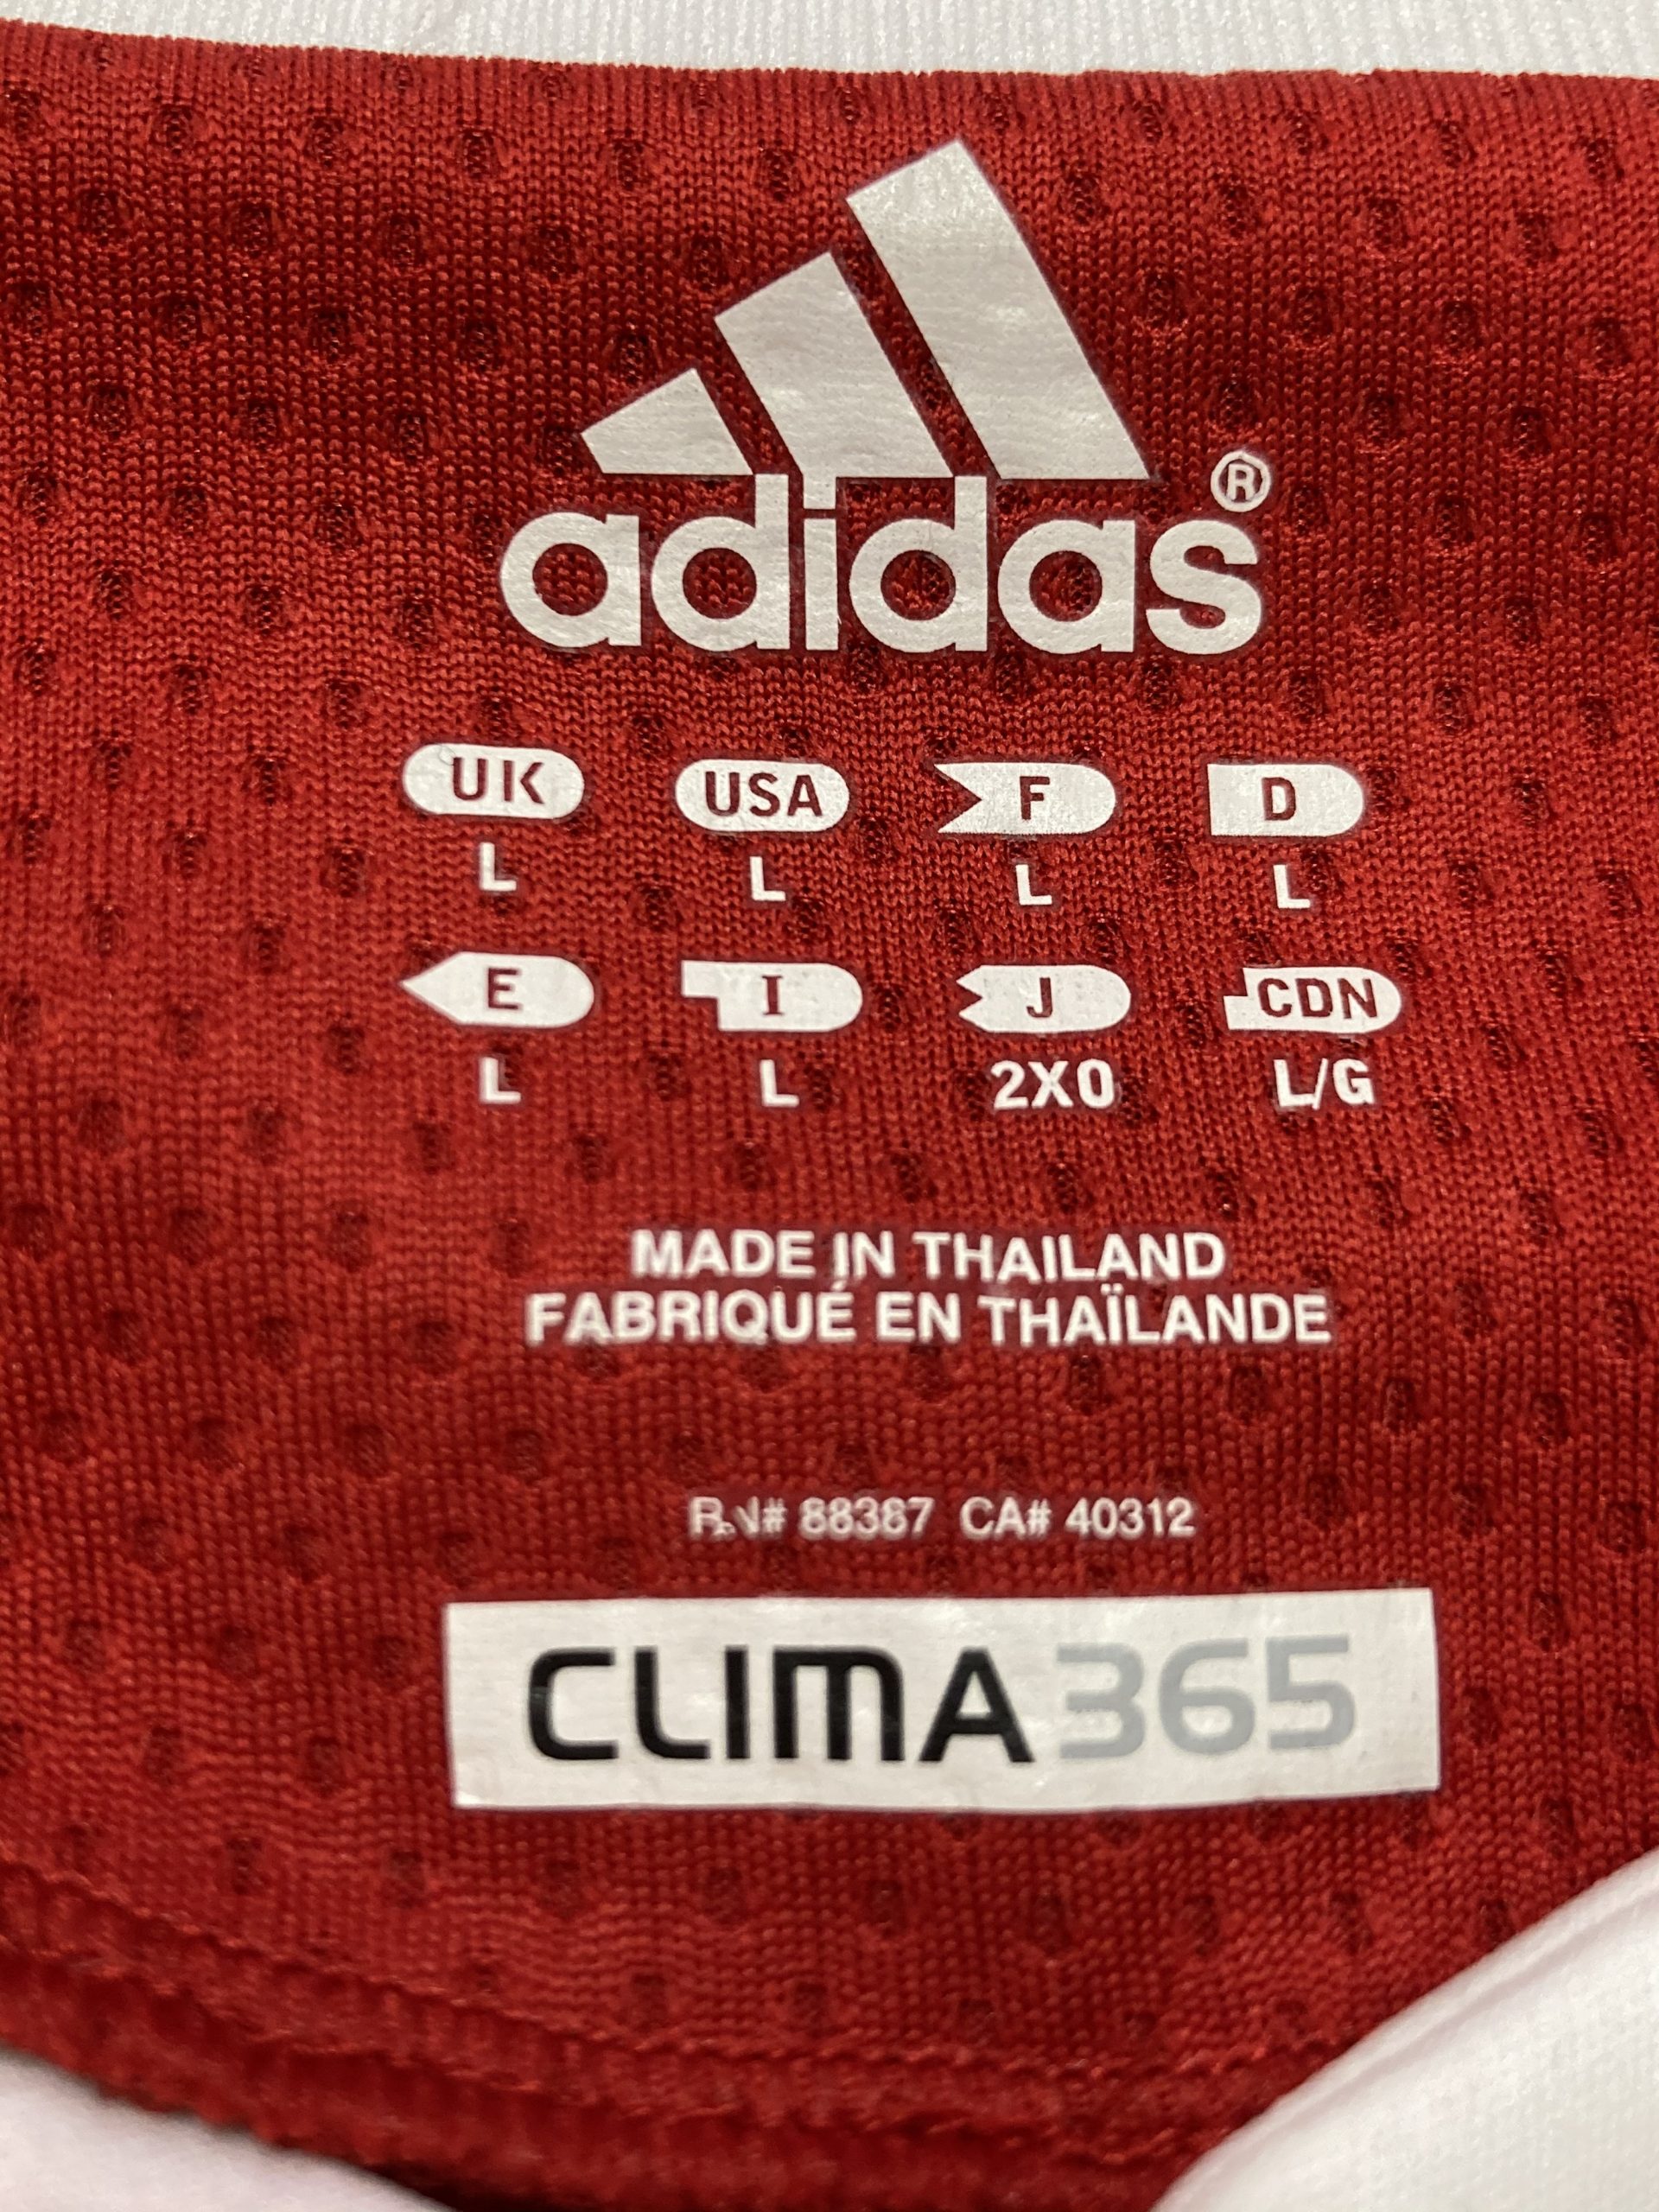 adidas®
UK USA F D
L L L L
E I J CDN
L L 2XO L/G
MADE IN THAILAND
FABRIQUÉ EN THAÏLANDE
RN# 88387 CA# 40312
CLIMA365